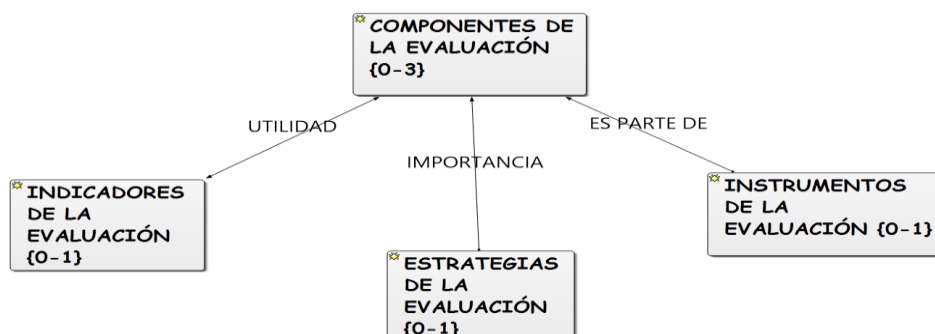 COMPONENTES DE
LA EVALUACIÓN
{0-3}
UTILIDAD
IMPORTANCIA
ES PARTE DE
INDICADORES
DE LA
EVALUACIÓN
{0-1}
ESTRATEGIAS
DE LA
EVALUACIÓN
{0-1}
INSTRUMENTOS
DE LA
EVALUACIÓN {0-1}